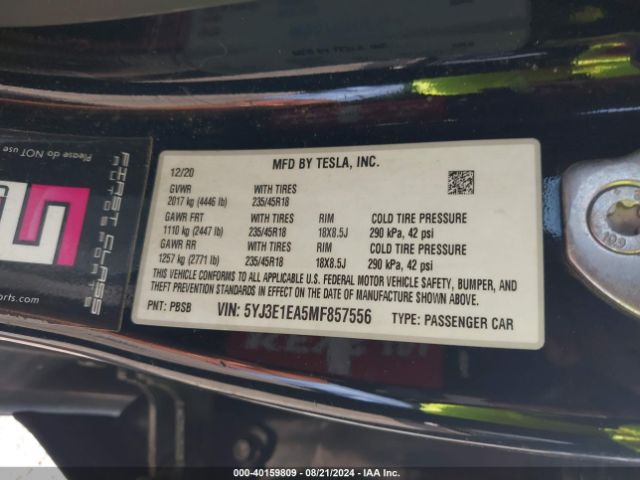 MFD BY TESLA, INC.
12/20
GVWR WITH TIRES
2017 kg (4446 lb) 235/45R18
GAWR FRT WITH TIRES RIM COLD TIRE PRESSURE
1110 kg (2447 lb) 235/45R18 18X8.5J 290 kPa, 42 psi
GAWR RR WITH TIRES RIM COLD TIRE PRESSURE
1257 kg (2771 lb) 235/45R18 18X8.5J 290 kPa, 42 psi
THIS VEHICLE CONFORMS TO ALL APPLICABLE U.S. FEDERAL MOTOR VEHICLE SAFETY, BUMPER, AND
THEFT PREVENTION STANDARDS IN EFFECT ON THE DATE OF MANUFACTURE SHOWN ABOVE.
PNT: PBSB VIN: 5YJ3E1EA5MF857556 TYPE: PASSENGER CAR
Please do NOT use
FIRST CLASS
orts.com
10.9
000-40159809 - 08/21/2024 - IAA Inc.